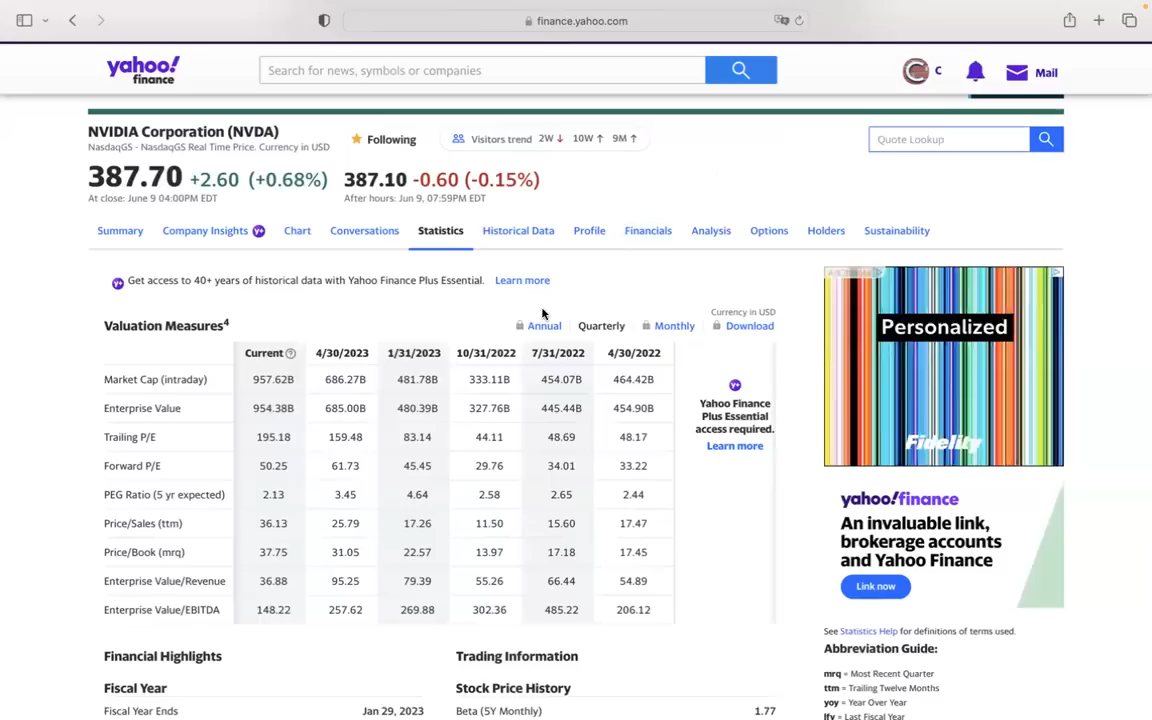 finance.yahoo.com
yahoo!
finance
Search for news, symbols or companies
C
Mail
NVIDIA Corporation (NVDA)
NasdaqGS - NasdaqGS Real Time Price. Currency in USD
Following
Visitors trend 2W ↓ 10W ↑ 9M ↑
Quote Lookup
387.70 +2.60 (+0.68%) 387.10 -0.60 (-0.15%)
At close: June 9 04:00PM EDT After hours: Jun 9, 07:59PM EDT
Summary Company Insights Y+ Chart Conversations Statistics Historical Data Profile Financials Analysis Options Holders Sustainability
Y+ Get access to 40+ years of historical data with Yahoo Finance Plus Essential. Learn more
Currency in USD
Valuation Measures4 Annual Quarterly Monthly Download
Current ? 4/30/2023 1/31/2023 10/31/2022 7/31/2022 4/30/2022
Market Cap (intraday) 957.62B 686.27B 481.78B 333.11B 454.07B 464.42B
Enterprise Value 954.38B 685.00B 480.39B 327.76B 445.44B 454.90B
Trailing P/E 195.18 159.48 83.14 44.11 48.69 48.17
Forward P/E 50.25 61.73 45.45 29.76 34.01 33.22
PEG Ratio (5 yr expected) 2.13 3.45 4.64 2.58 2.65 2.44
Price/Sales (ttm) 36.13 25.79 17.26 11.50 15.60 17.47
Price/Book (mrq) 37.75 31.05 22.57 13.97 17.18 17.45
Enterprise Value/Revenue 36.88 95.25 79.39 55.26 66.44 54.89
Enterprise Value/EBITDA 148.22 257.62 269.88 302.36 485.22 206.12
Y+
Yahoo Finance
Plus Essential
access required.
Learn more
Personalized
Fidelity
yahoo!finance
An invaluable link,
brokerage accounts
and Yahoo Finance
Link now
See Statistics Help for definitions of terms used.
Abbreviation Guide:
mrq = Most Recent Quarter
ttm = Trailing Twelve Months
yoy = Year Over Year
lfy = Last Fiscal Year
Financial Highlights
Fiscal Year
Fiscal Year Ends Jan 29, 2023
Trading Information
Stock Price History
Beta (5Y Monthly) 1.77